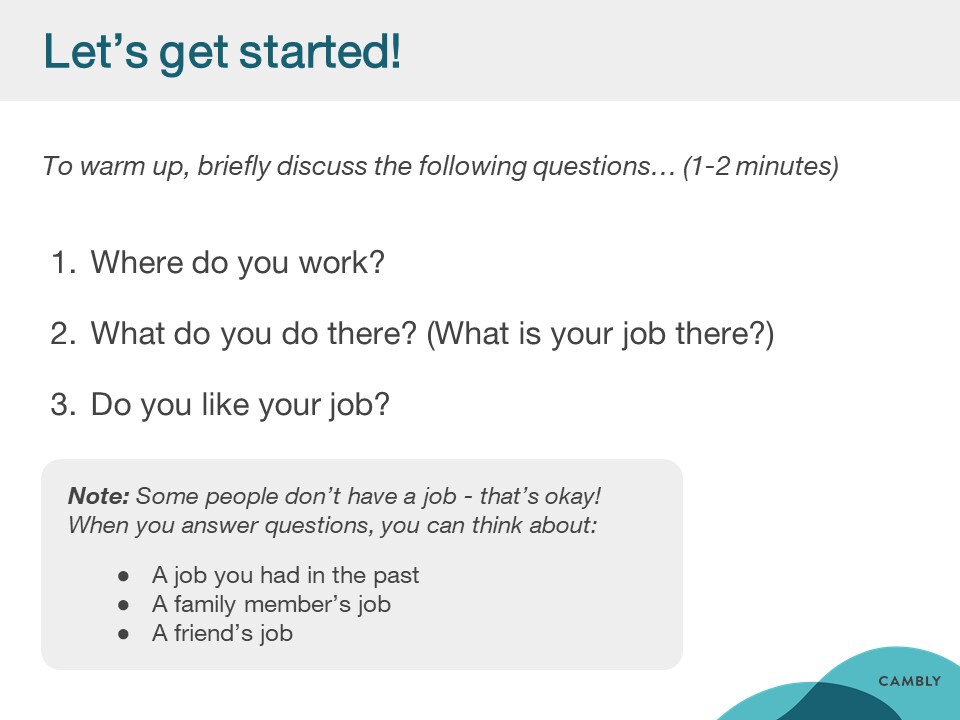 Let’s get started!
To warm up, briefly discuss the following questions… (1-2 minutes)
1. Where do you work?
2. What do you do there? (What is your job there?)
3. Do you like your job?
Note: Some people don’t have a job - that’s okay!
When you answer questions, you can think about:
● A job you had in the past
● A family member’s job
● A friend’s job
CAMBLY